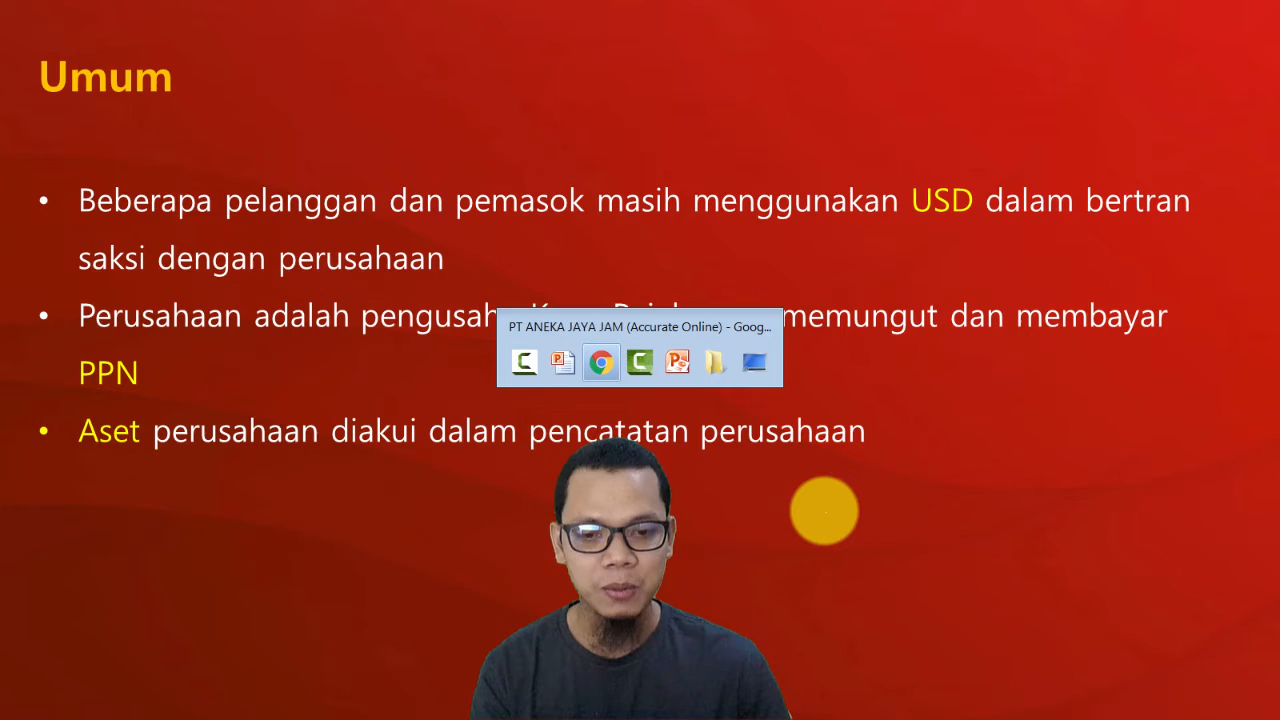 Umum
• Beberapa pelanggan dan pemasok masih menggunakan USD dalam bertran
saksi dengan perusahaan
• Perusahaan adalah memungut dan membayar
PPN
• Aset perusahaan diakui dalam pencatatan perusahaan
PT ANEKA JAYA JAM (Accurate Online) - Goog...